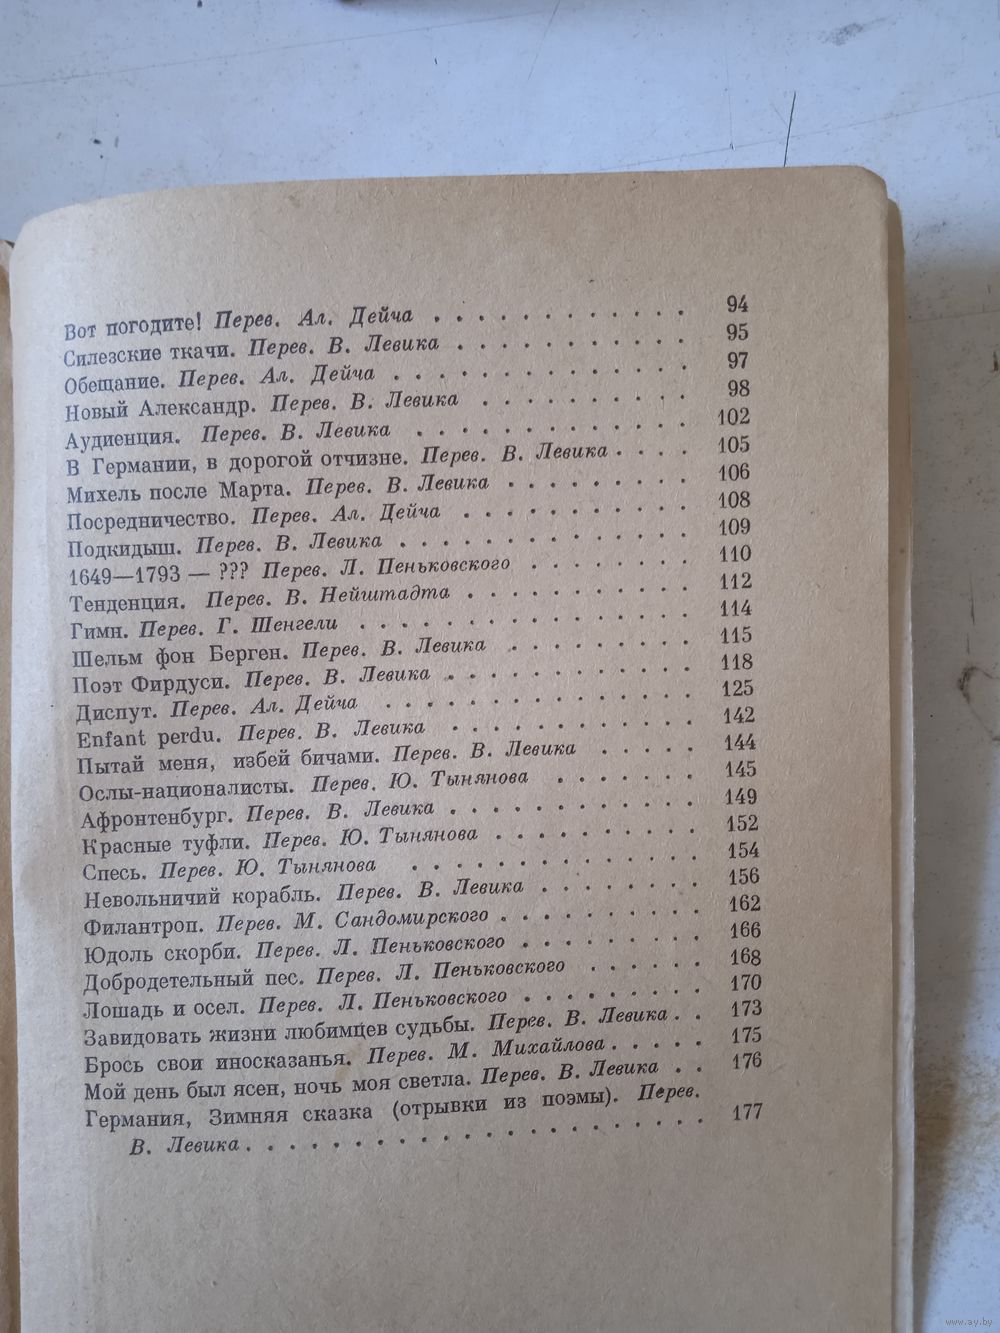 Вот погодите! Перев. Ал. Дейча . . . . . . . . . . . . 94
Силезские ткачи. Перев. В. Левика . . . . . . . . . . . 95
Обещание. Перев. Ал. Дейча . . . . . . . . . . . . . . 97
Новый Александр. Перев. В. Левика . . . . . . . . . . 98
Аудиенция. Перев. В. Левика . . . . . . . . . . . . . 102
В Германии, в дорогой отчизне. Перев. В. Левика . . . . 105
Михель после Марта. Перев. В. Левика . . . . . . . . . 106
Посредничество. Перев. Ал. Дейча . . . . . . . . . . . 108
Подкидыш. Перев. В. Левика . . . . . . . . . . . . . . 109
1649—1793 — ??? Перев. Л. Пеньковского . . . . . . . . 110
Тенденция. Перев. В. Нейштадта . . . . . . . . . . . 112
Гимн. Перев. Г. Шенгели . . . . . . . . . . . . . . . 114
Шельм фон Берген. Перев. В. Левика . . . . . . . . . 115
Поэт Фирдуси. Перев. В. Левика . . . . . . . . . . . . 118
Диспут. Перев. Ал. Дейча . . . . . . . . . . . . . . 125
Enfant perdu. Перев. В. Левика . . . . . . . . . . . 142
Пытай меня, избей бичами. Перев. В. Левика . . . . . 144
Ослы-националисты. Перев. Ю. Тынянова . . . . . . . 145
Афронтенбург. Перев. В. Левика . . . . . . . . . . . . 149
Красные туфли. Перев. Ю. Тынянова . . . . . . . . . . 152
Спесь. Перев. Ю. Тынянова . . . . . . . . . . . . . 154
Невольничий корабль. Перев. В. Левика . . . . . . . . 156
Филантроп. Перев. М. Сандомирского . . . . . . . . . . 162
Юдоль скорби. Перев. Л. Пеньковского . . . . . . . . . 166
Добродетельный пес. Перев. Л. Пеньковского . . . . . . 168
Лошадь и осел. Перев. Л. Пеньковского . . . . . . . . . 170
Завидовать жизни любимцев судьбы. Перев. В. Левика . . 173
Брось свои иносказанья. Перев. М. Михайлова . . . . . 175
Мой день был ясен, ночь моя светла. Перев. В. Левика . . 176
Германия, Зимняя сказка (отрывки из поэмы). Перев.
В. Левика . . . . . . . . . . . . . . . . . . . . . 177
www.ay.by